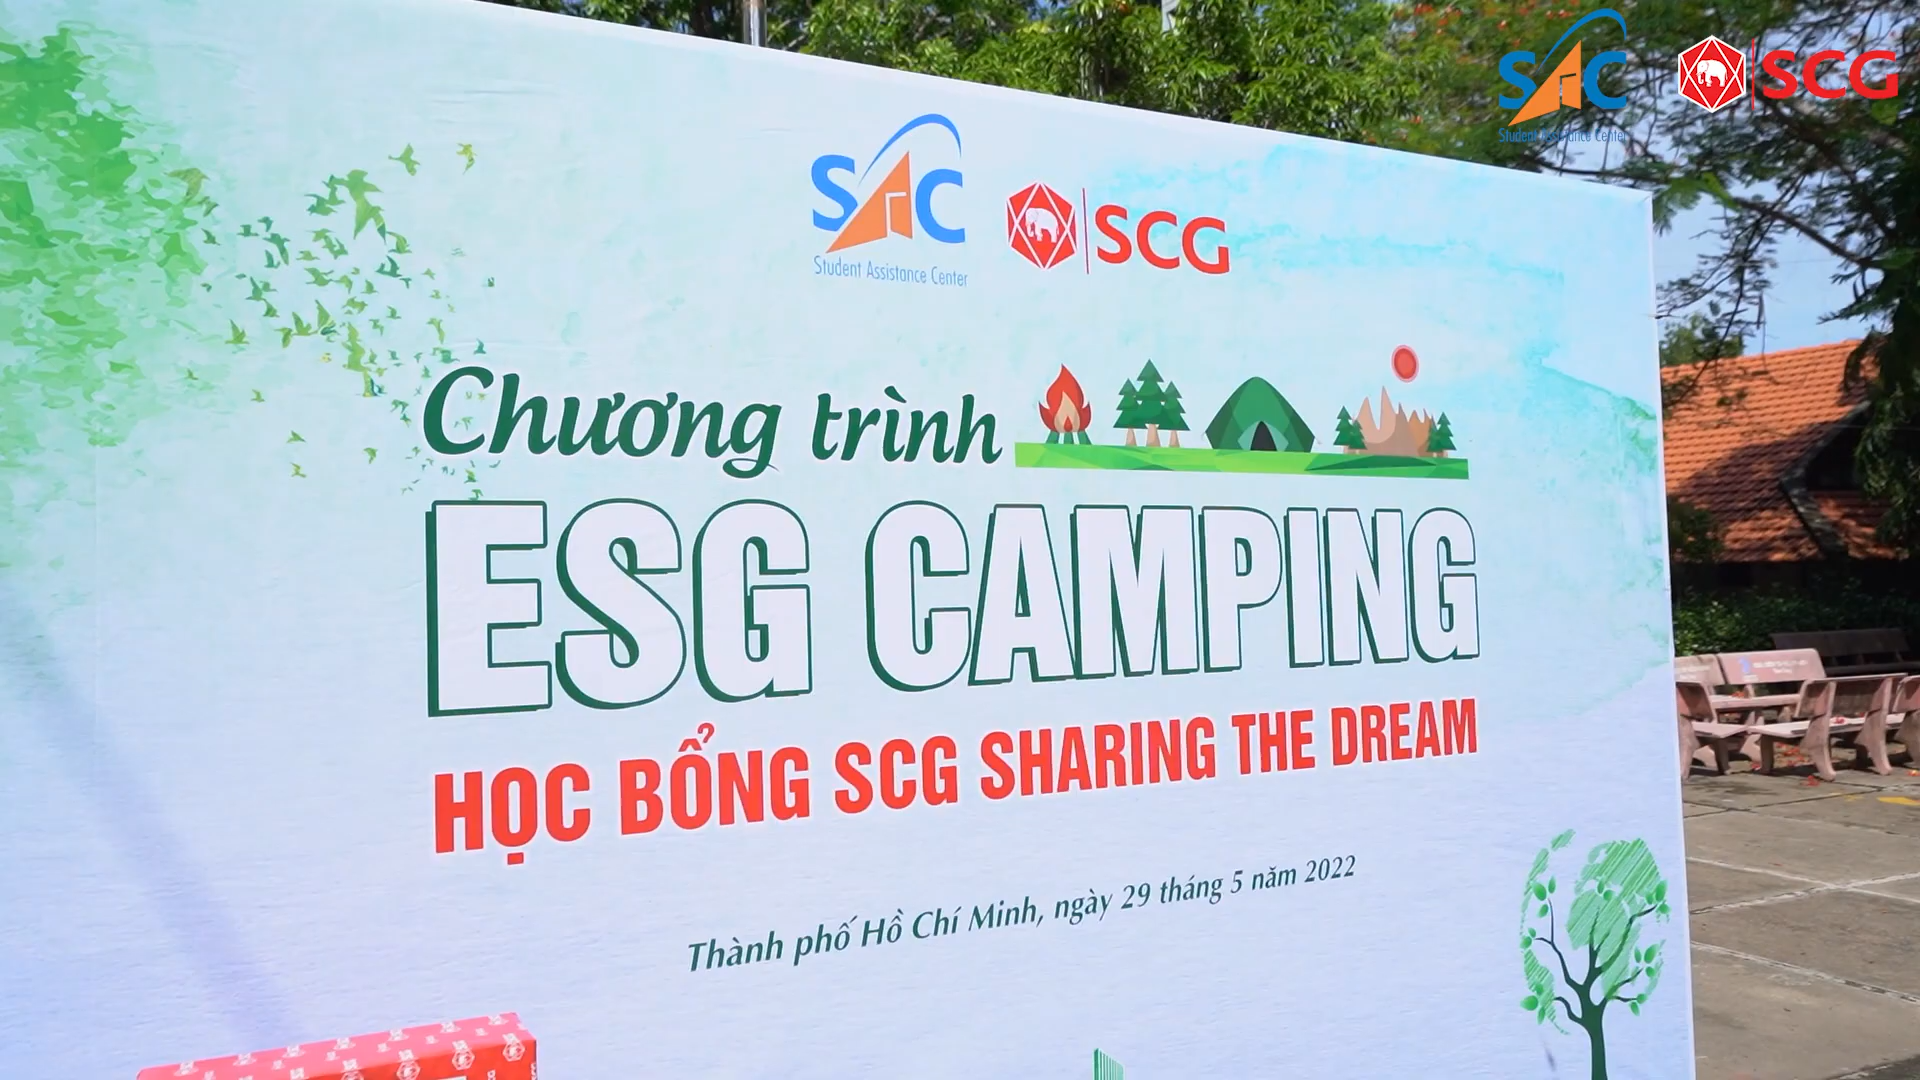 SAC
Student Assistance Center
SCG
SAC
Student Assistance Center
SCG
Chương trình
ESG CAMPING
HỌC BỔNG SCG SHARING THE DREAM
Thành phố Hồ Chí Minh, ngày 29 tháng 5 năm 2022